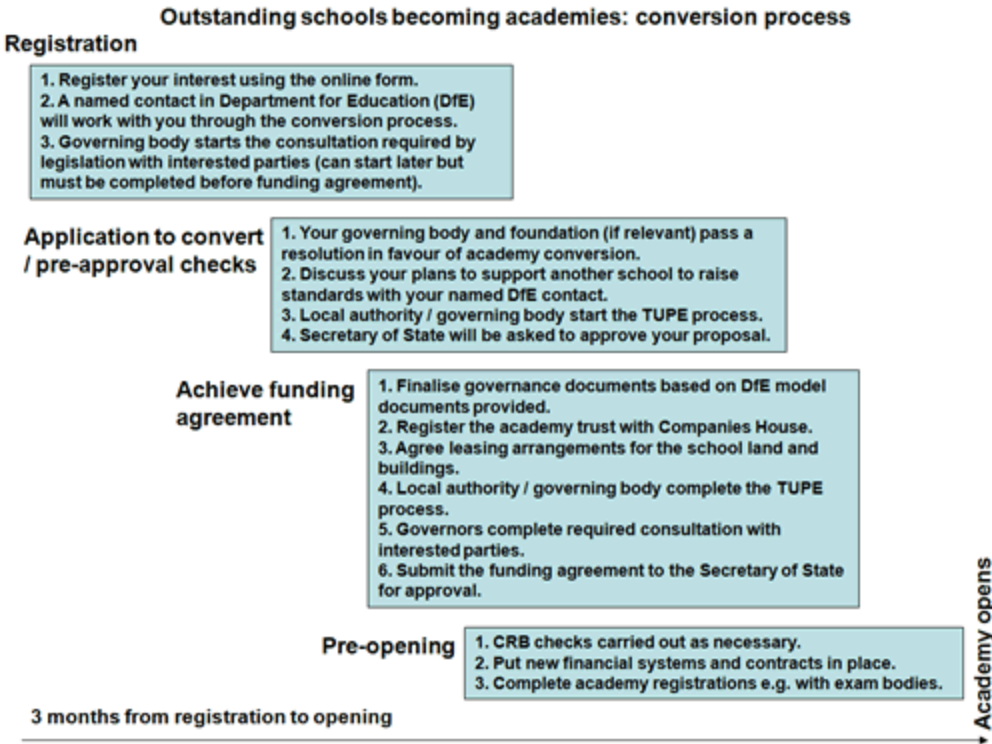 Outstanding schools becoming academies: conversion process
Registration
1. Register your interest using the online form.
2. A named contact in Department for Education (DfE)
will work with you through the conversion process.
3. Governing body starts the consultation required by
legislation with interested parties (can start later but
must be completed before funding agreement).
Application to convert
/ pre-approval checks
1. Your governing body and foundation (if relevant) pass a
resolution in favour of academy conversion.
2. Discuss your plans to support another school to raise
standards with your named DfE contact.
3. Local authority / governing body start the TUPE process.
4. Secretary of State will be asked to approve your proposal.
Achieve funding
agreement
1. Finalise governance documents based on DfE model
documents provided.
2. Register the academy trust with Companies House.
3. Agree leasing arrangements for the school land and
buildings.
4. Local authority / governing body complete the TUPE
process.
5. Governors complete required consultation with
interested parties.
6. Submit the funding agreement to the Secretary of State
for approval.
Pre-opening
1. CRB checks carried out as necessary.
2. Put new financial systems and contracts in place.
3. Complete academy registrations e.g. with exam bodies.
Academy opens
3 months from registration to opening